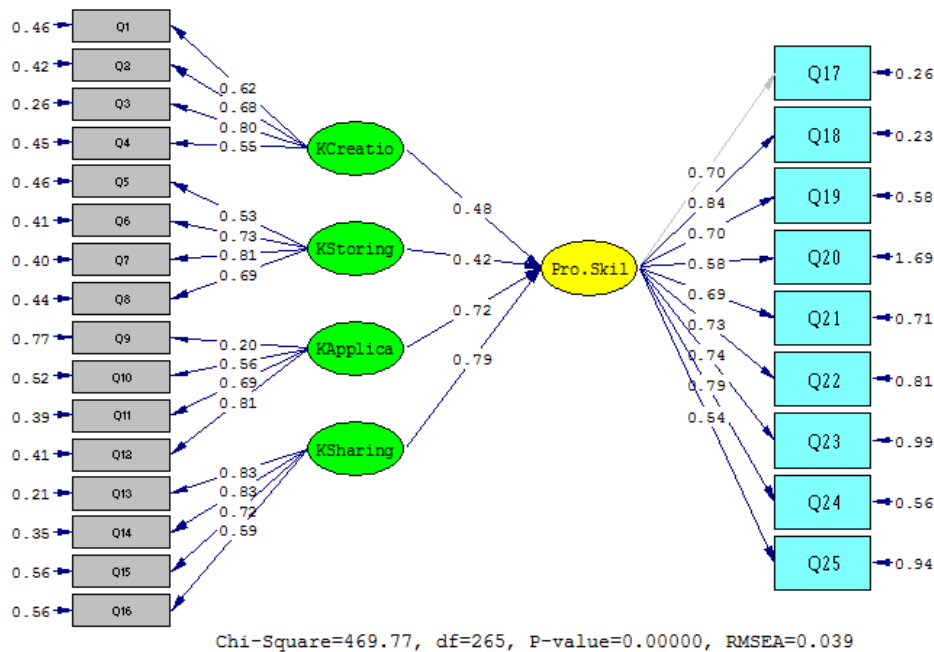 0.46 Q1
0.42 Q2
0.26 Q3
0.45 Q4
0.46 Q5
0.41 Q6
0.40 Q7
0.44 Q8
0.77 Q9
0.52 Q10
0.39 Q11
0.41 Q12
0.21 Q13
0.35 Q14
0.56 Q15
0.56 Q16
0.62
0.68
0.80
0.55
0.53
0.73
0.81
0.69
0.20
0.56
0.69
0.81
0.83
0.83
0.72
0.59
KCreatio
KStoring
KApplica
KSharing
0.48
0.42
0.72
0.79
Pro.Skil
0.70
0.84
0.70
0.58
0.69
0.73
0.74
0.79
0.54
Q17 0.26
Q18 0.23
Q19 0.58
Q20 1.69
Q21 0.71
Q22 0.81
Q23 0.99
Q24 0.56
Q25 0.94
Chi-Square=469.77, df=265, P-value=0.00000, RMSEA=0.039